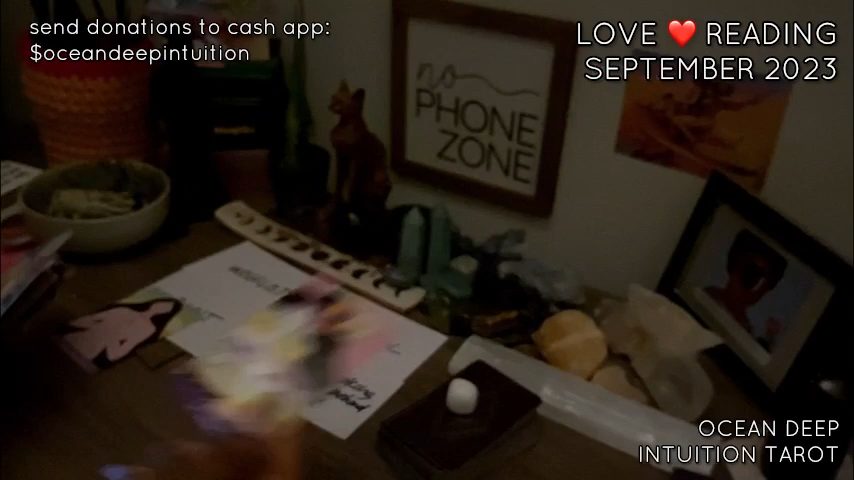 send donations to cash app:
$oceandeepintuition
LOVE ❤️ READING
SEPTEMBER 2023
no
PHONE
ZONE
OCEAN DEEP
INTUITION TAROT